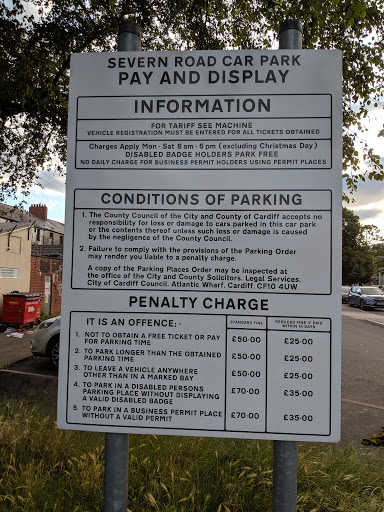 SEVERN ROAD CAR PARK
PAY AND DISPLAY
INFORMATION
FOR TARIFF SEE MACHINE
VEHICLE REGISTRATION MUST BE ENTERED FOR ALL TICKETS OBTAINED
Charges Apply Mon - Sat 8 am - 6 pm (excluding Christmas Day)
DISABLED BADGE HOLDERS PARK FREE
NO DAILY CHARGE FOR BUSINESS PERMIT HOLDERS USING PERMIT PLACES
CONDITIONS OF PARKING
1. The County Council of the City and County of Cardiff accepts no
responsibility for loss or damage to cars parked in this car park
or the contents thereof unless such loss or damage is caused
by the negligence of the County Council.
2. Failure to comply with the provisions of the Parking Order
may render you liable to a penalty charge.
A copy of the Parking Places Order may be inspected at
the office of the City and County Solicitors. Legal Services.
City of Cardiff Council. Atlantic Wharf. Cardiff. CF10 4UW
PENALTY CHARGE
IT IS AN OFFENCE: -
STANDARD FINE
REDUCED FINE IF PAID
WITHIN 14 DAYS
1. NOT TO OBTAIN A FREE TICKET OR PAY
FOR PARKING TIME
£50·00
£25·00
2. TO PARK LONGER THAN THE OBTAINED
PARKING TIME
£50·00
£25·00
3. TO LEAVE A VEHICLE ANYWHERE
OTHER THAN IN A MARKED BAY
£50·00
£25·00
4. TO PARK IN A DISABLED PERSONS
PARKING PLACE WITHOUT DISPLAYING
A VALID DISABLED BADGE
£70·00
£35·00
5. TO PARK IN A BUSINESS PERMIT PLACE
WITHOUT A VALID PERMIT
£70·00
£35·00